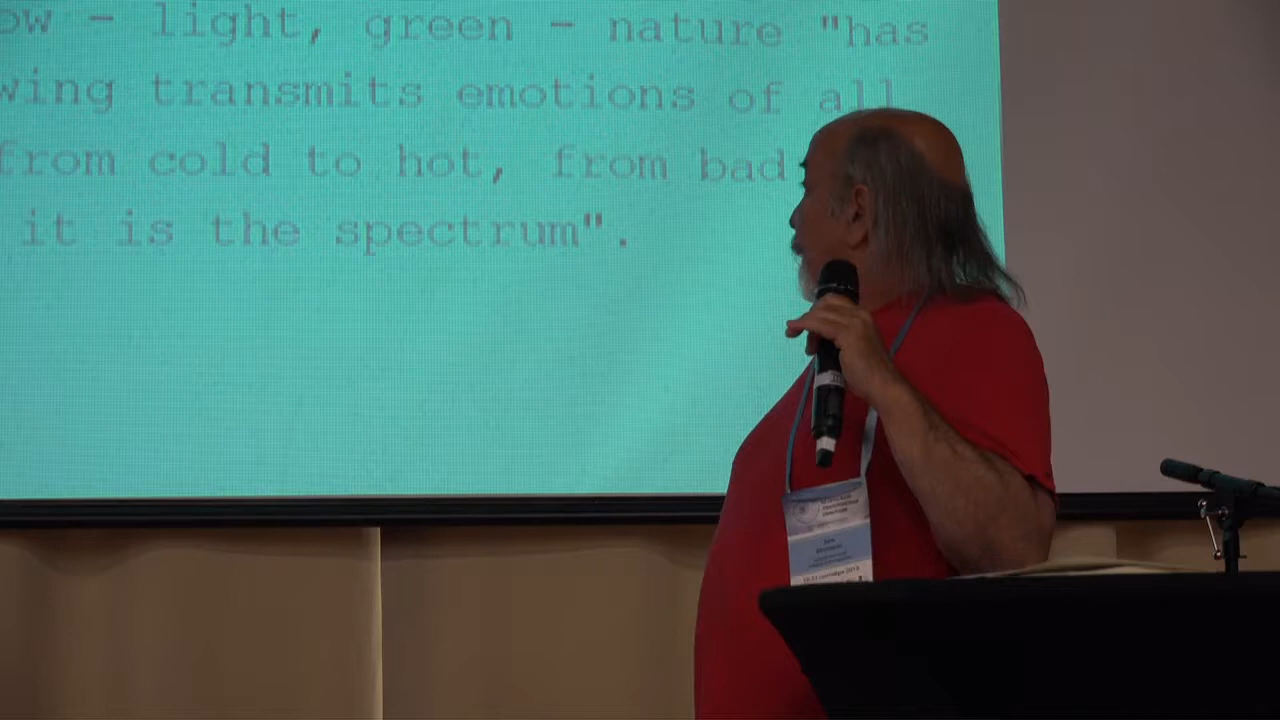 ow - light, green - nature "has
wing transmits emotions of all
from cold to hot, from bad
it is the spectrum".